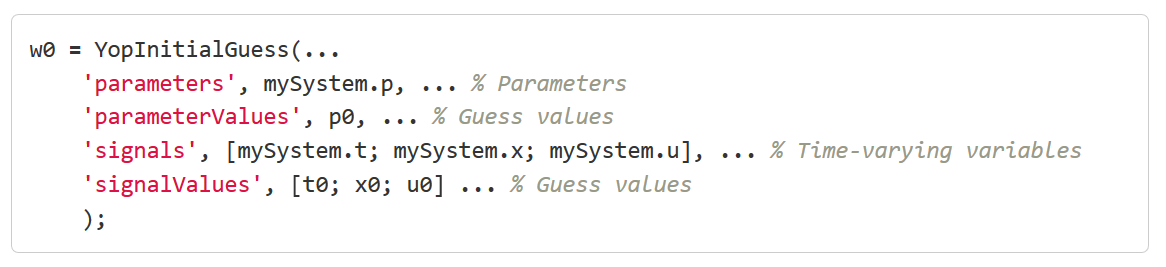 w0 = YopInitialGuess(...
    'parameters', mySystem.p, ... % Parameters
    'parameterValues', p0, ... % Guess values
    'signals', [mySystem.t; mySystem.x; mySystem.u], ... % Time-varying variables
    'signalValues', [t0; x0; u0] ... % Guess values
    );